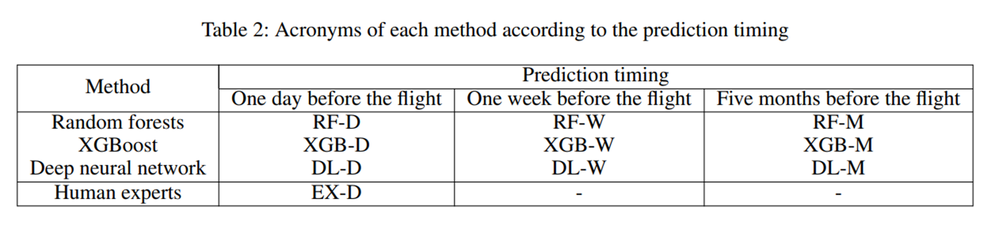 Table 2: Acronyms of each method according to the prediction timing
Method
Prediction timing
One day before the flight One week before the flight Five months before the flight
Random forests RF-D RF-W RF-M
XGBoost XGB-D XGB-W XGB-M
Deep neural network DL-D DL-W DL-M
Human experts EX-D - -